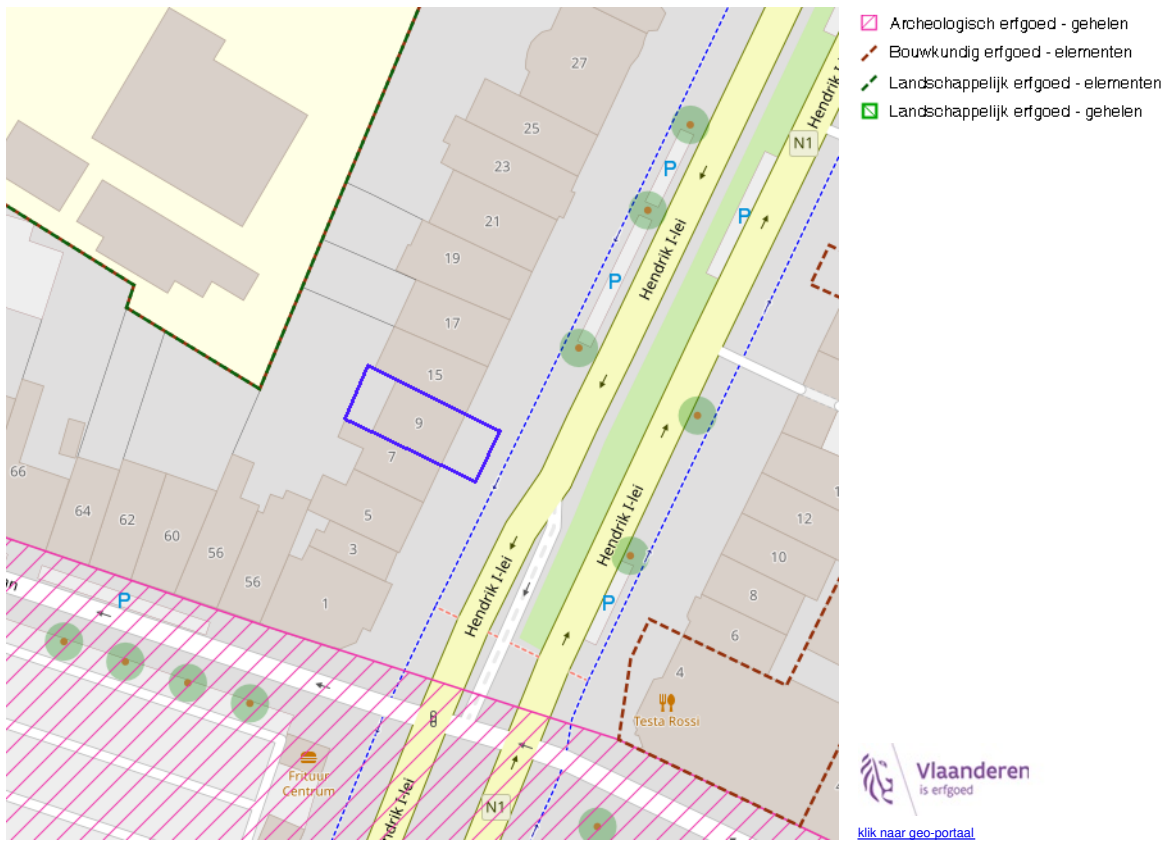 Archeologisch erfgoed - gehelen
Bouwkundig erfgoed - elementen
Landschappelijk erfgoed - elementen
Landschappelijk erfgoed - gehelen
27
25
23
21
19
17
15
9
7
5
3
1
P
P
P
N1
Hendrik I-lei
Hendrik I-lei
Hendrik I-lei
Hendrik I-lei
Hendrik I-lei
66
64
62
60
56
56
P
P
12
10
8
6
4
Testa Rossi
Frituur
Centrum
N1
Vlaanderen
is erfgoed
klik naar geo-portaal